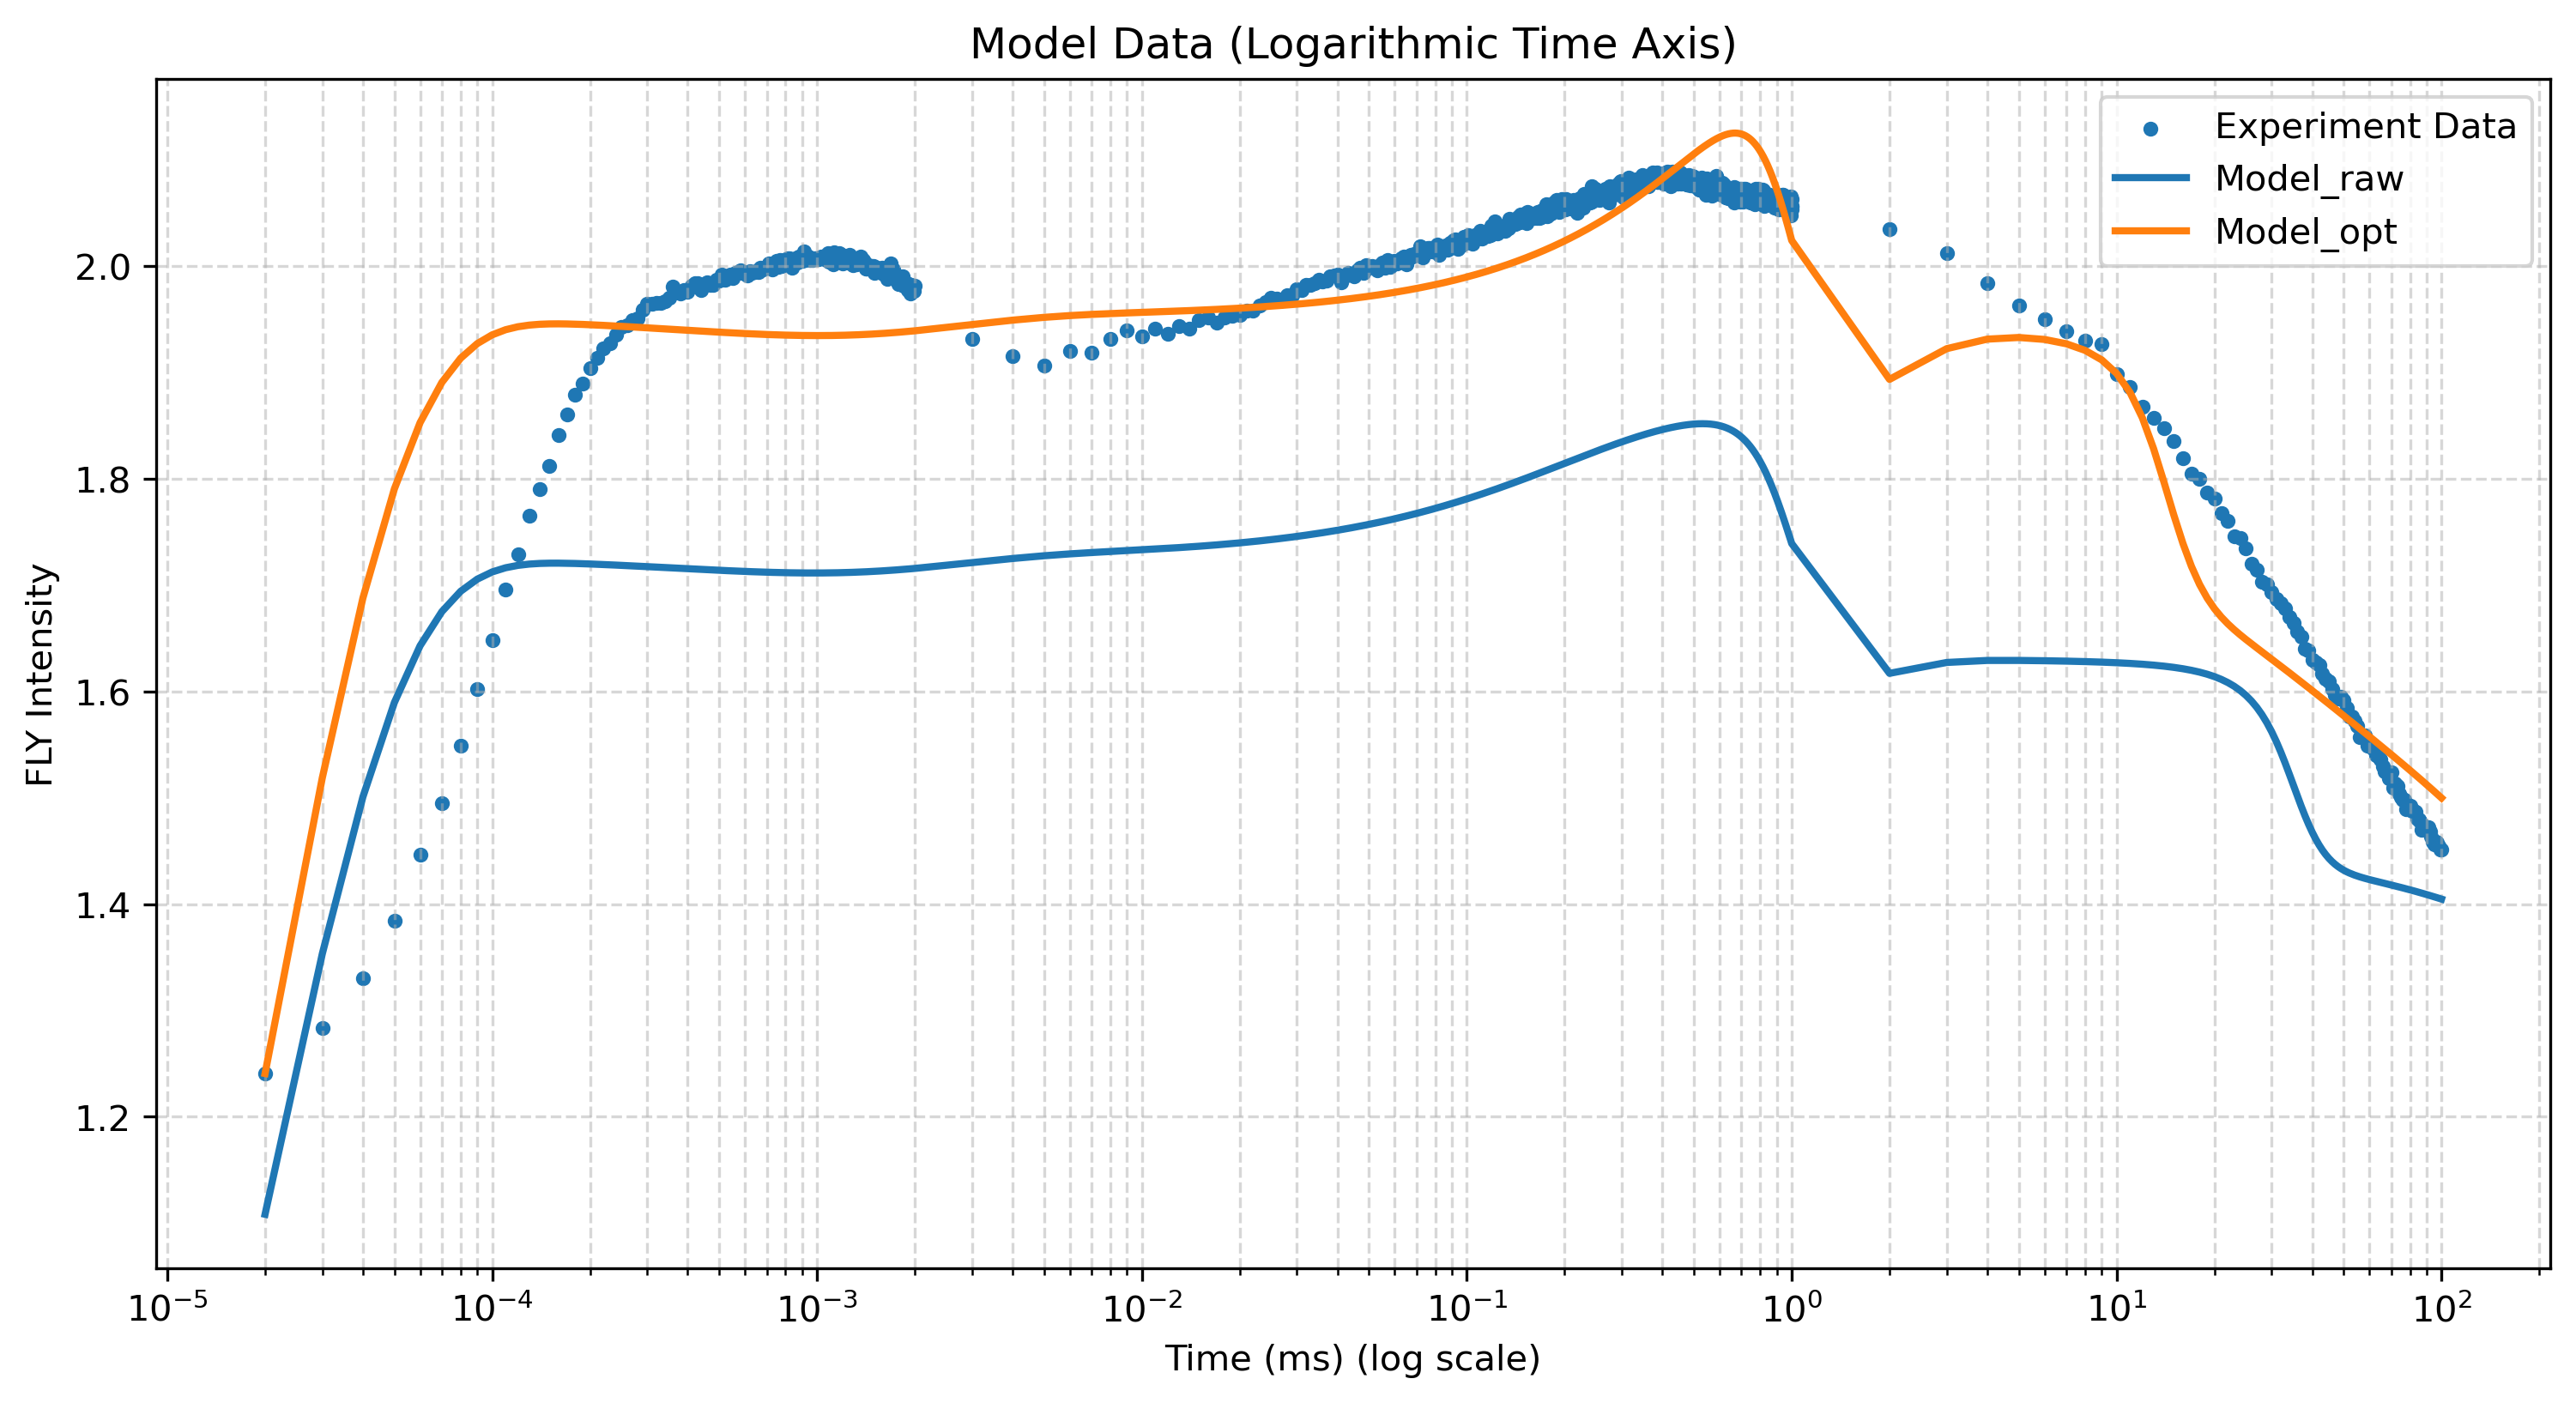 Model Data (Logarithmic Time Axis)
Experiment Data
Model_raw
Model_opt
FLY Intensity
2.0
1.8
1.6
1.4
1.2
10⁻⁵ 10⁻⁴ 10⁻³ 10⁻² 10⁻¹ 10⁰ 10¹ 10²
Time (ms) (log scale)